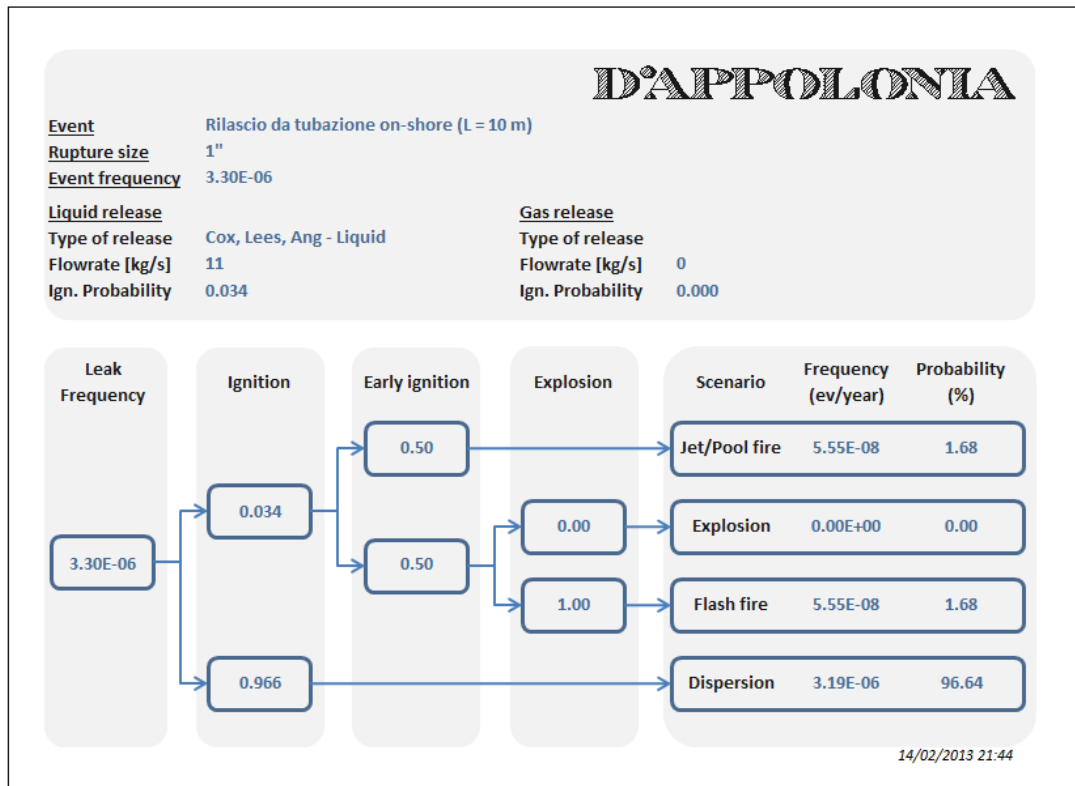 D'APPOLONIA
Event Rilascio da tubazione on-shore (L = 10 m)
Rupture size 1"
Event frequency 3.30E-06
Liquid release Gas release
Type of release Cox, Lees, Ang - Liquid Type of release
Flowrate [kg/s] 11 Flowrate [kg/s] 0
Ign. Probability 0.034 Ign. Probability 0.000
Leak Frequency Ignition Early ignition Explosion Scenario Frequency (ev/year) Probability (%)
0.50 Jet/Pool fire 5.55E-08 1.68
0.034 0.00 Explosion 0.00E+00 0.00
3.30E-06 0.50
1.00 Flash fire 5.55E-08 1.68
0.966 Dispersion 3.19E-06 96.64
14/02/2013 21:44